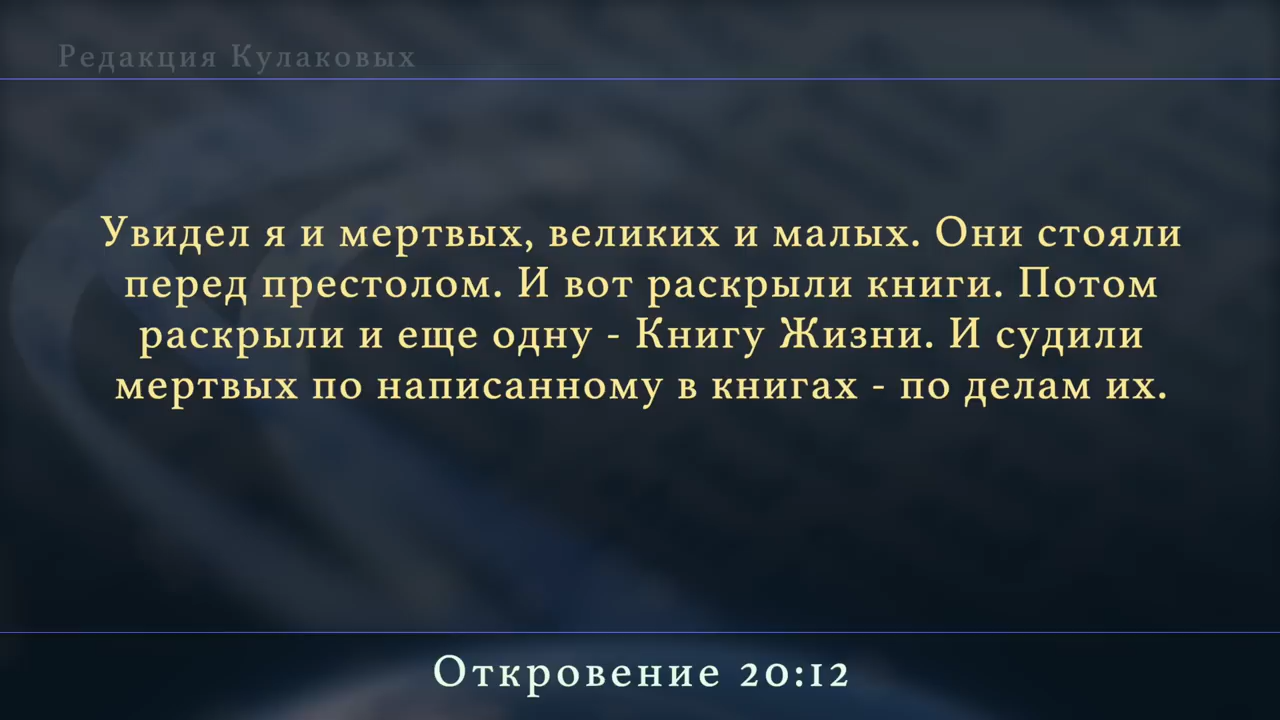 Редакция Кулаковых
Увидел я и мертвых, великих и малых. Они стояли
перед престолом. И вот раскрыли книги. Потом
раскрыли и еще одну - Книгу Жизни. И судили
мертвых по написанному в книгах - по делам их.
Откровение 20:12